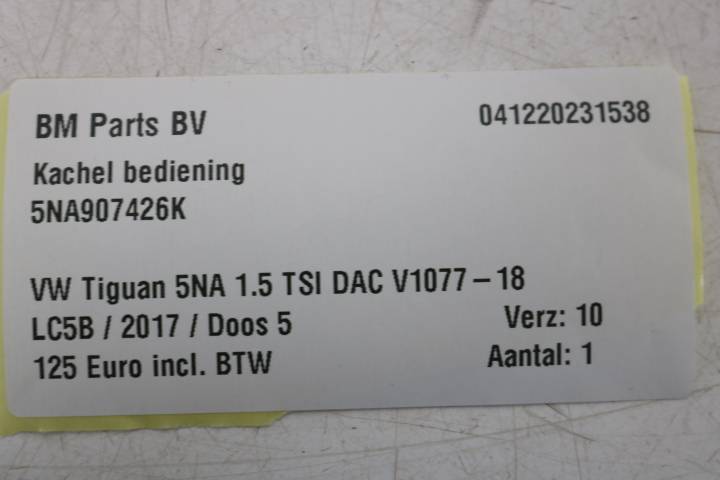 BM Parts BV 041220231538
Kachel bediening
5NA907426K
VW Tiguan 5NA 1.5 TSI DAC V1077 – 18
LC5B / 2017 / Doos 5 Verz: 10
125 Euro incl. BTW Aantal: 1